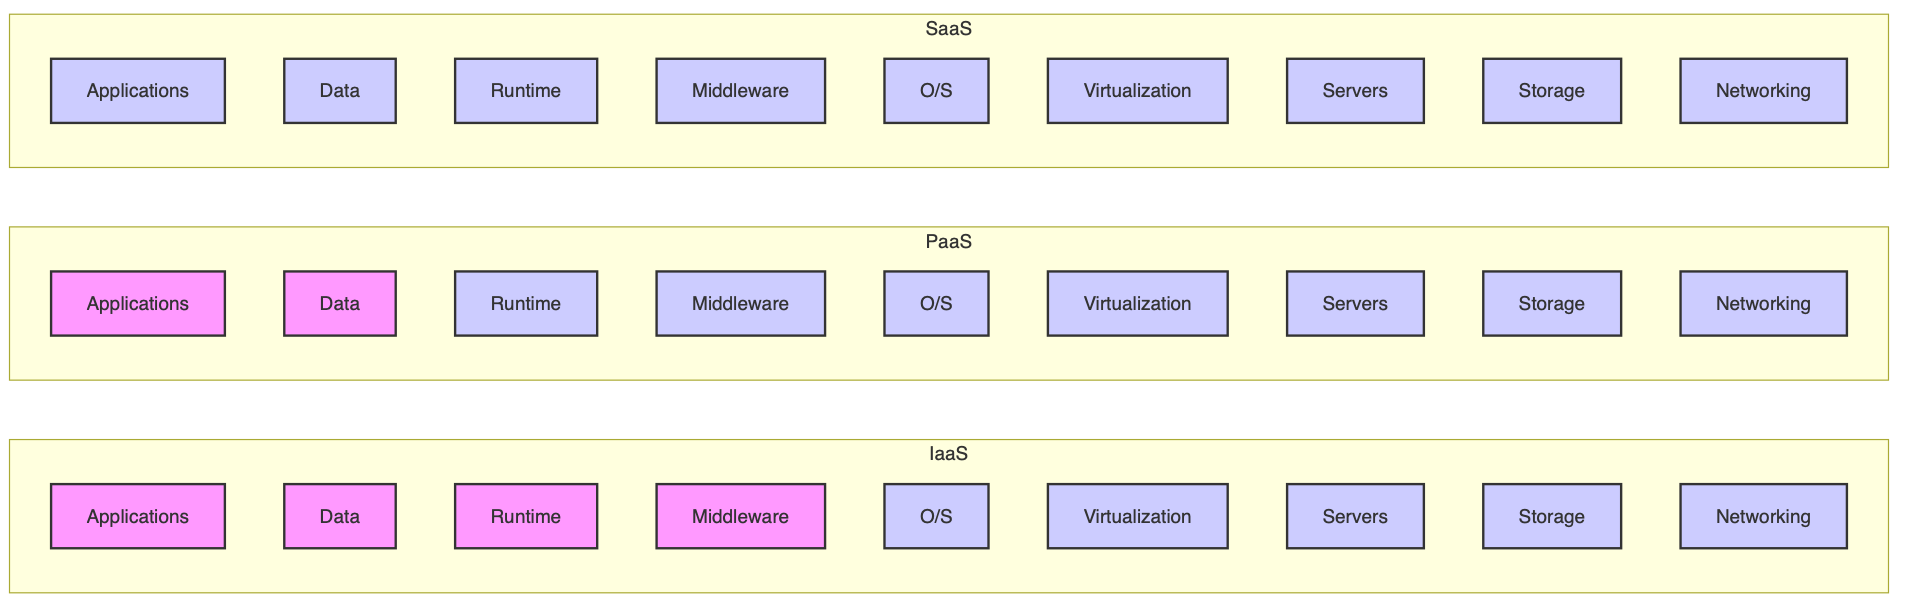 SaaS
Applications Data Runtime Middleware O/S Virtualization Servers Storage Networking
PaaS
Applications Data Runtime Middleware O/S Virtualization Servers Storage Networking
IaaS
Applications Data Runtime Middleware O/S Virtualization Servers Storage Networking